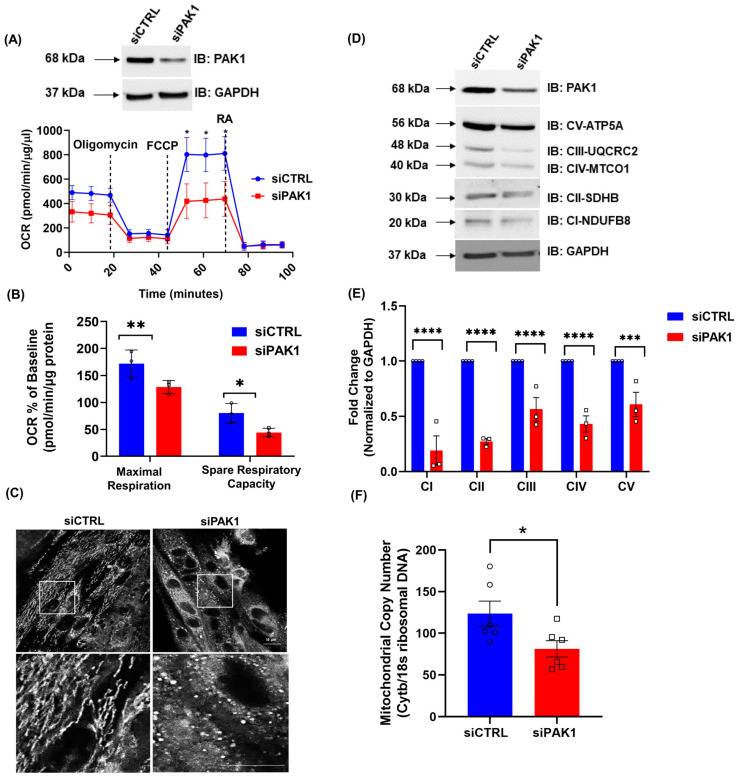 (A)
siCTRL
siPAK1
68 kDa
IB: PAK1
37 kDa
IB: GAPDH
RA
Oligomycin
FCCP
* * *
1000
800
600
400
200
0
OCR (pmol/min/µg/µl)
siCTRL
siPAK1
0 20 40 60 80 100
Time (minutes)
(B)
siCTRL
siPAK1
250
200
150
100
50
0
OCR % of Baseline
(pmol/min/µg protein)
**
*
Maximal
Respiration
Spare Respiratory
Capacity
(C)
siCTRL
siPAK1
(D)
siCTRL
siPAK1
68 kDa
IB: PAK1
56 kDa
IB: CV-ATP5A
48 kDa
IB: CIII-UQCRC2
40 kDa
IB: CIV-MTCO1
30 kDa
IB: CII-SDHB
20 kDa
IB: CI-NDUFB8
37 kDa
IB: GAPDH
(E)
siCTRL
siPAK1
1.5
1.0
0.5
0.0
Fold Change
(Normalized to GAPDH)
**** **** **** **** ***
CI CII CIII CIV CV
(F)
200
150
100
50
0
Mitochondrial Copy Number
(Cytb/18s ribosomal DNA)
*
siCTRL siPAK1